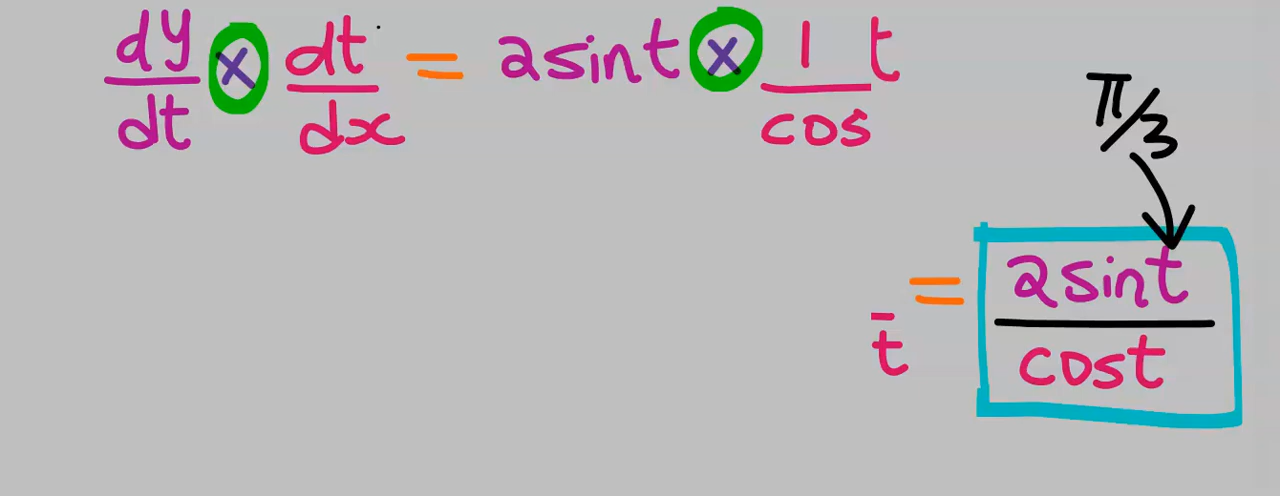 dy/dt × dt/dx = 2sint × 1/cos t
π/3
= 2sint/cost
t̄